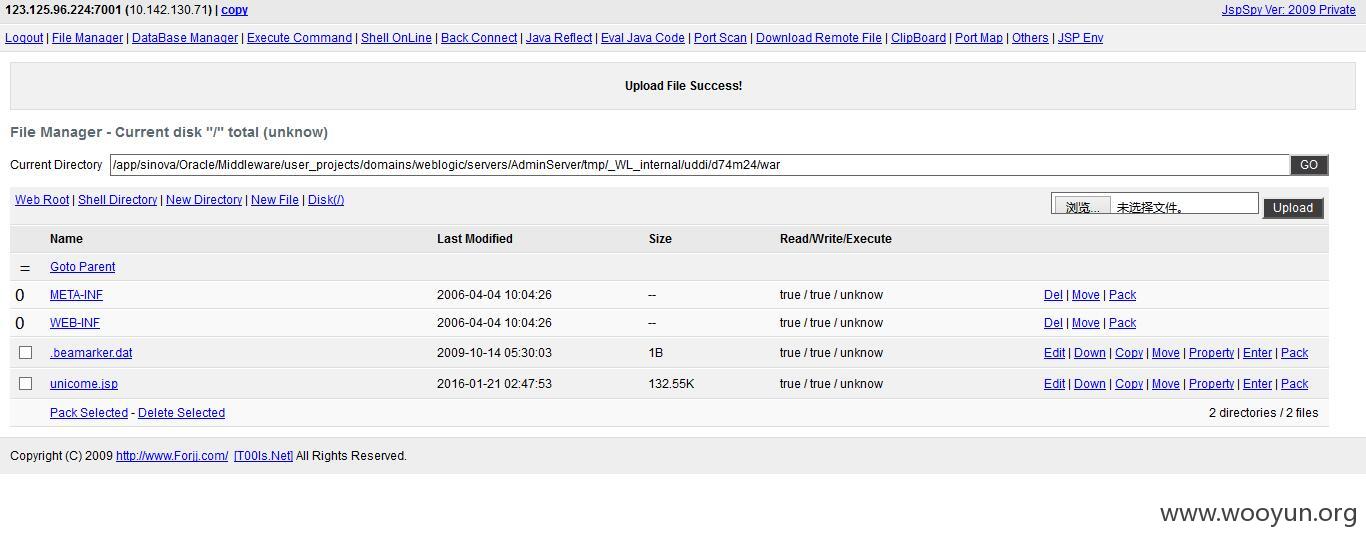 123.125.96.224:7001 (10.142.130.71) | copy JspSpy Ver: 2009 Private
Logout | File Manager | DataBase Manager | Execute Command | Shell OnLine | Back Connect | Java Reflect | Eval Java Code | Port Scan | Download Remote File | ClipBoard | Port Map | Others | JSP Env
Upload File Success!
File Manager - Current disk "/" total (unknow)
Current Directory /app/sinova/Oracle/Middleware/user_projects/domains/weblogic/servers/AdminServer/tmp/_WL_internal/uddi/d74m24/war GO
Web Root | Shell Directory | New Directory | New File | Disk(/) 浏览... 未选择文件。 Upload
Name Last Modified Size Read/Write/Execute
= Goto Parent
0 META-INF 2006-04-04 10:04:26 -- true / true / unknow Del | Move | Pack
0 WEB-INF 2006-04-04 10:04:26 -- true / true / unknow Del | Move | Pack
.beamarker.dat 2009-10-14 05:30:03 1B true / true / unknow Edit | Down | Copy | Move | Property | Enter | Pack
unicome.jsp 2016-01-21 02:47:53 132.55K true / true / unknow Edit | Down | Copy | Move | Property | Enter | Pack
Pack Selected - Delete Selected 2 directories / 2 files
Copyright (C) 2009 http://www.Forjj.com/ [T00ls.Net] All Rights Reserved.
www.wooyun.org